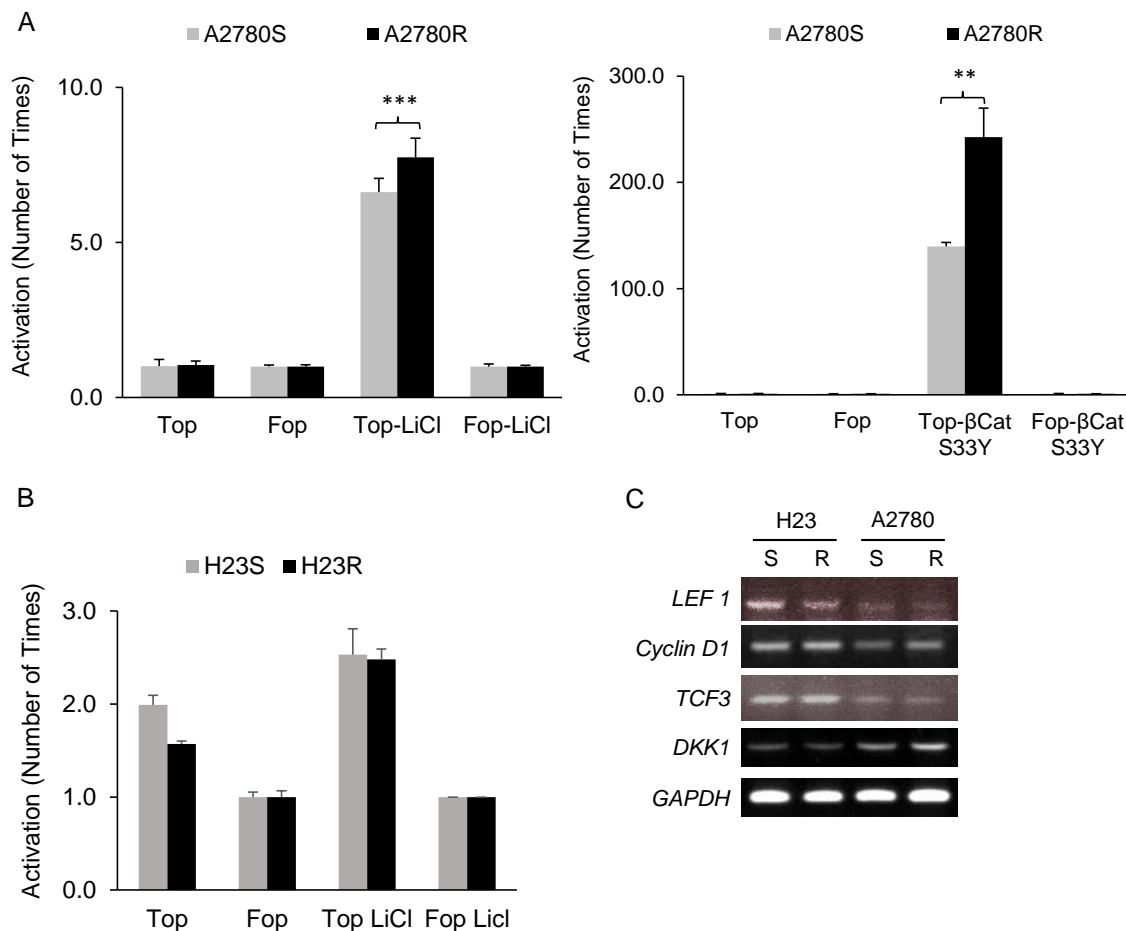 A
A2780S A2780R
Activation (Number of Times)
10.0
5.0
0.0
***
Top Fop Top-LiCl Fop-LiCl
A2780S A2780R
Activation (Number of Times)
300.0
200.0
100.0
0.0
**
Top Fop Top-βCat Fop-βCat
S33Y S33Y
B
H23S H23R
Activation (Number of Times)
3.0
2.0
1.0
0.0
Top Fop Top LiCl Fop Licl
C
H23 A2780
S R S R
LEF 1
Cyclin D1
TCF3
DKK1
GAPDH